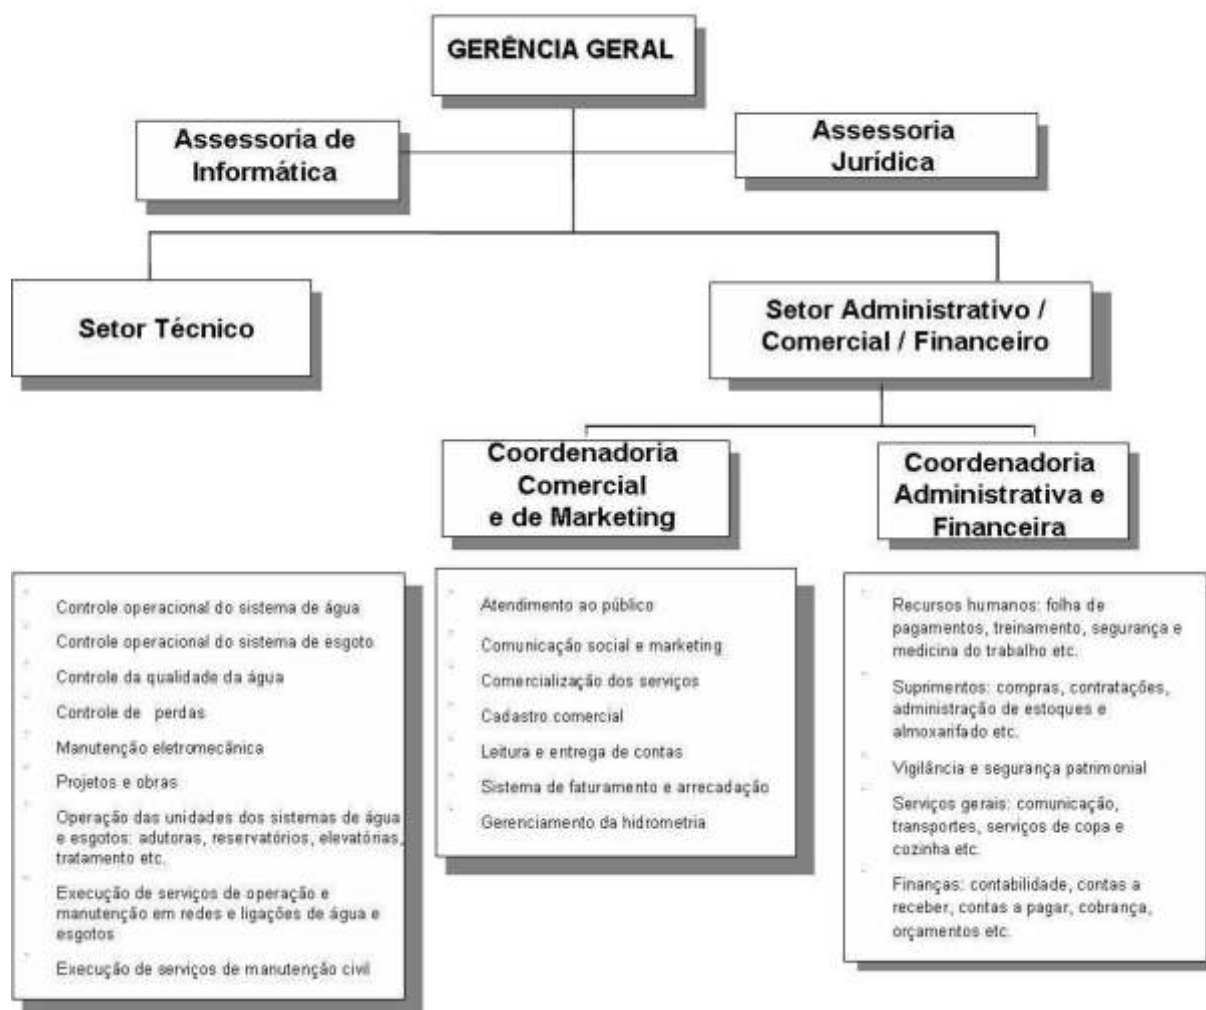 GERÊNCIA GERAL
Assessoria de
Informática
Assessoria
Jurídica
Setor Técnico
Setor Administrativo /
Comercial / Financeiro
Coordenadoria
Comercial
e de Marketing
Coordenadoria
Administrativa e
Financeira
Controle operacional do sistema de água
Controle operacional do sistema de esgoto
Controle da qualidade da água
Controle de perdas
Manutenção eletromecânica
Projetos e obras
Operação das unidades dos sistemas de água
e esgotos: adutoras, reservatórios, elevatórias,
tratamento etc.
Execução de serviços de operação e
manutenção em redes e ligações de água e
esgotos
Execução de serviços de manutenção civil
Atendimento ao público
Comunicação social e marketing
Comercialização dos serviços
Cadastro comercial
Leitura e entrega de contas
Sistema de faturamento e arrecadação
Gerenciamento da hidrometria
Recursos humanos: folha de
pagamentos, treinamento, segurança e
medicina do trabalho etc.
Suprimentos: compras, contratações,
administração de estoques e
almoxarifado etc.
Vigilância e segurança patrimonial
Serviços gerais: comunicação,
transportes, serviços de copa e
cozinha etc.
Finanças: contabilidade, contas a
receber, contas a pagar, cobrança,
orçamentos etc.